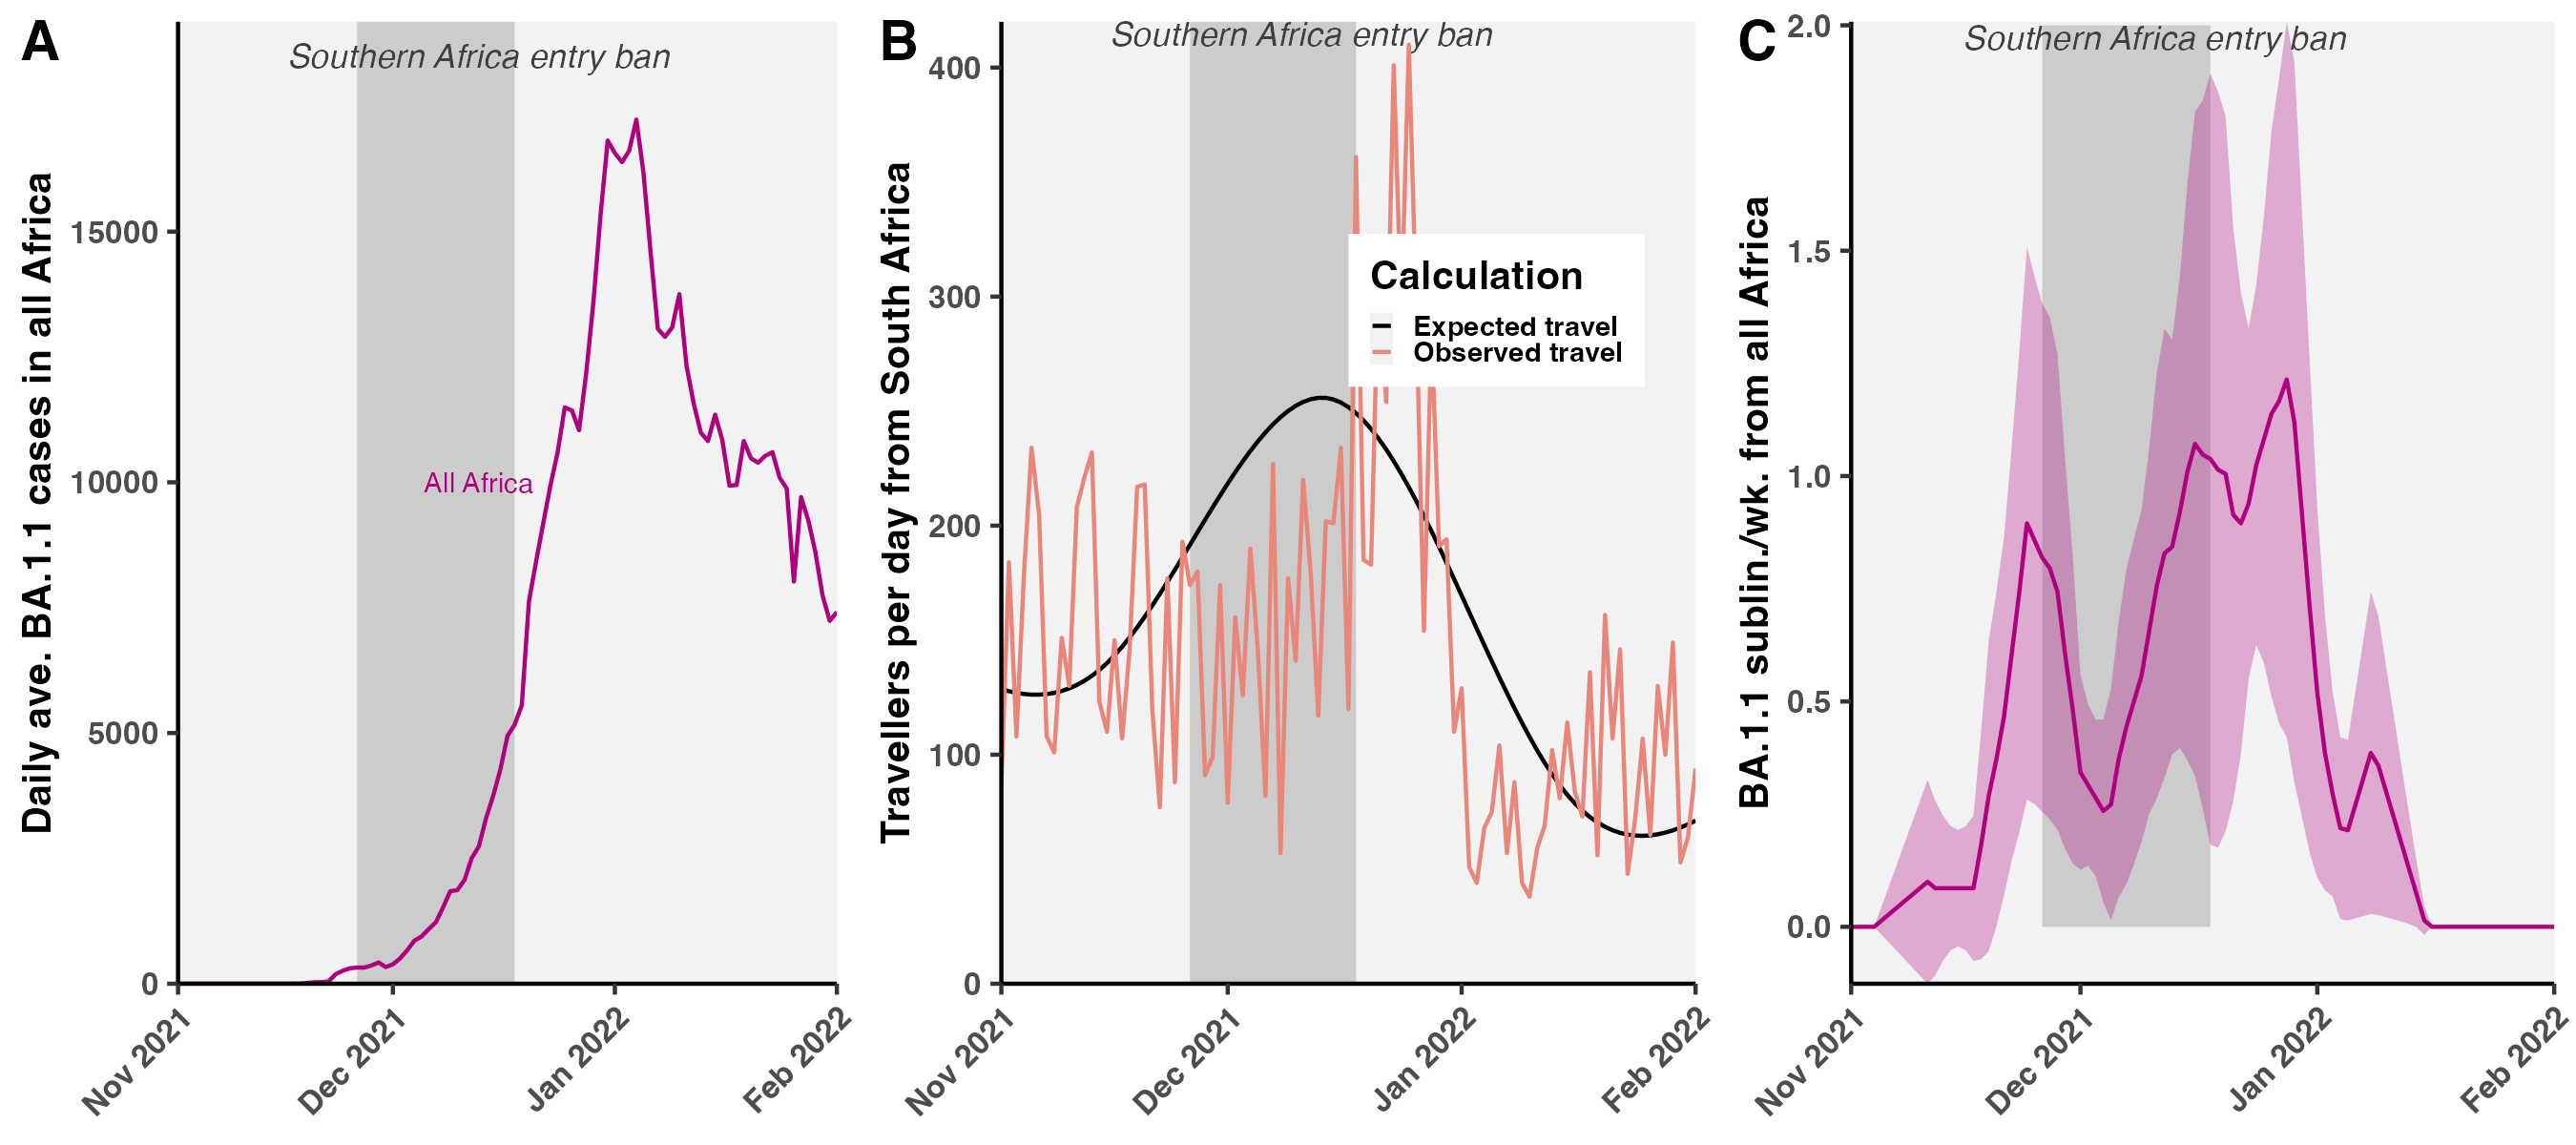 A
Southern Africa entry ban
Daily ave. BA.1.1 cases in all Africa
15000
10000
5000
0
All Africa
Nov 2021
Dec 2021
Jan 2022
Feb 2022
B
Southern Africa entry ban
Travellers per day from South Africa
400
300
200
100
0
Calculation
Expected travel
Observed travel
Nov 2021
Dec 2021
Jan 2022
Feb 2022
C
Southern Africa entry ban
BA.1.1 sublin./wk. from all Africa
2.0
1.5
1.0
0.5
0.0
Nov 2021
Dec 2021
Jan 2022
Feb 2022